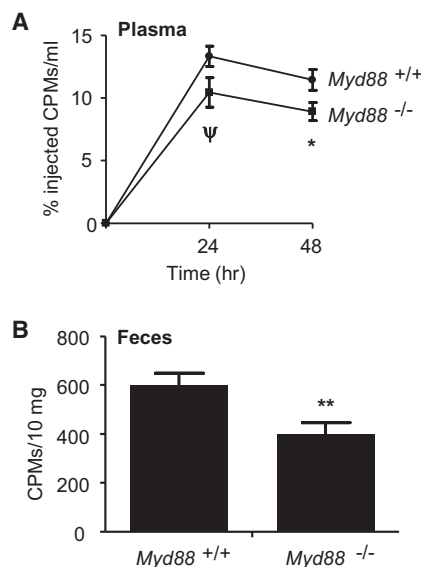 A Plasma
% injected CPMs/ml
15
10
5
0
Myd88 +/+
Myd88 -/-
ψ
*
24
48
Time (hr)
B Feces
CPMs/10 mg
800
600
400
200
0
**
Myd88 +/+
Myd88 -/-